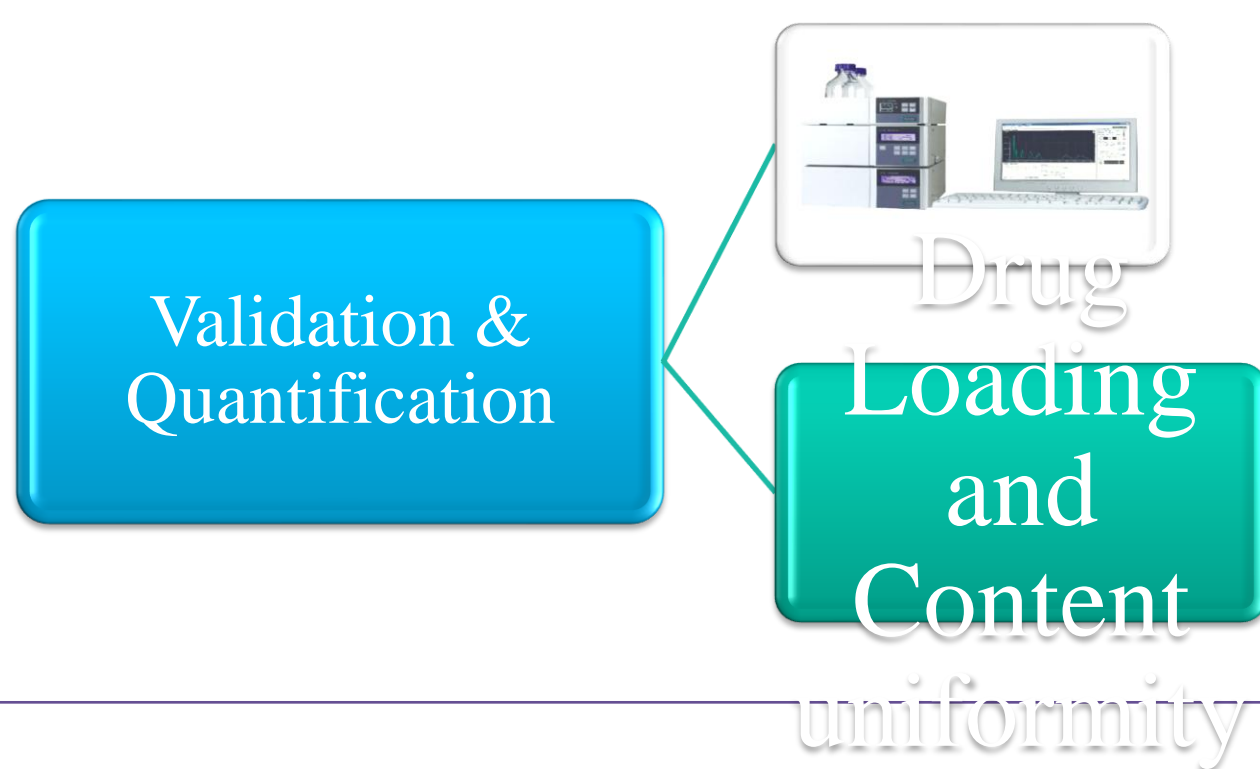 Validation &
Quantification
Drug
Loading
and
Content
uniformity